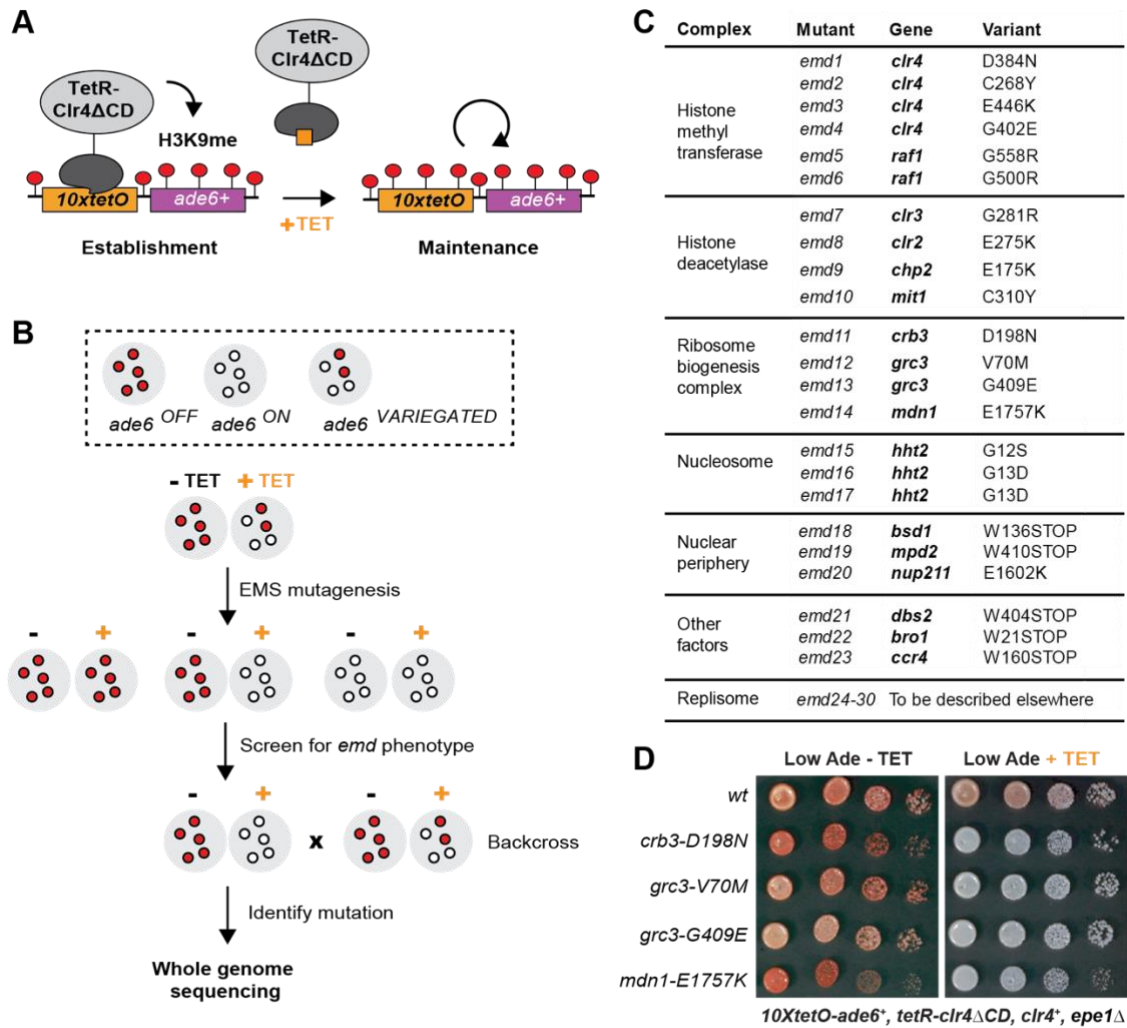 A
TetR-
Clr4ΔCD
TetR-
Clr4ΔCD
H3K9me
10xtetO
ade6+
+TET
10xtetO
ade6+
Establishment
Maintenance
B
ade6 OFF
ade6 ON
ade6 VARIEGATED
- TET + TET
EMS mutagenesis
- + - + - +
Screen for emd phenotype
- + x - + Backcross
Identify mutation
Whole genome
sequencing
C
Complex Mutant Gene Variant
Histone
methyl
transferase
emd1 clr4 D384N
emd2 clr4 C268Y
emd3 clr4 E446K
emd4 clr4 G402E
emd5 raf1 G558R
emd6 raf1 G500R
Histone
deacetylase
emd7 clr3 G281R
emd8 clr2 E275K
emd9 chp2 E175K
emd10 mit1 C310Y
Ribosome
biogenesis
complex
emd11 crb3 D198N
emd12 grc3 V70M
emd13 grc3 G409E
emd14 mdn1 E1757K
Nucleosome
emd15 hht2 G12S
emd16 hht2 G13D
emd17 hht2 G13D
Nuclear
periphery
emd18 bsd1 W136STOP
emd19 mpd2 W410STOP
emd20 nup211 E1602K
Other
factors
emd21 dbs2 W404STOP
emd22 bro1 W21STOP
emd23 ccr4 W160STOP
Replisome emd24-30 To be described elsewhere
D
Low Ade - TET
Low Ade + TET
wt
crb3-D198N
grc3-V70M
grc3-G409E
mdn1-E1757K
10XtetO-ade6+, tetR-clr4ΔCD, clr4+, epe1Δ